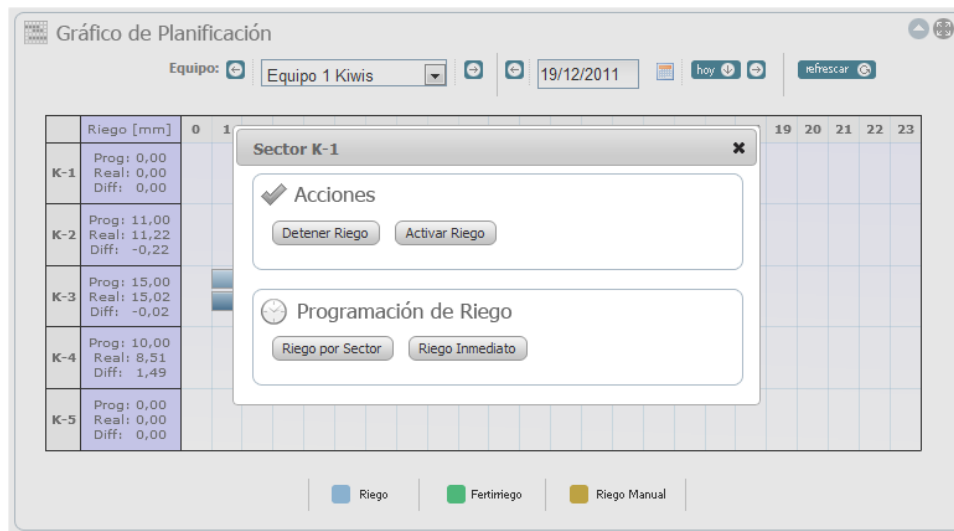 Gráfico de Planificación
Equipo: Equipo 1 Kiwis 19/12/2011 hoy refrescar
Riego [mm] 0 1 19 20 21 22 23
Sector K-1
K-1
Prog: 0,00
Real: 0,00
Diff: 0,00
Acciones
Detener Riego Activar Riego
K-2
Prog: 11,00
Real: 11,22
Diff: -0,22
K-3
Prog: 15,00
Real: 15,02
Diff: -0,02
Programación de Riego
Riego por Sector Riego Inmediato
K-4
Prog: 10,00
Real: 8,51
Diff: 1,49
K-5
Prog: 0,00
Real: 0,00
Diff: 0,00
Riego Fertirriego Riego Manual